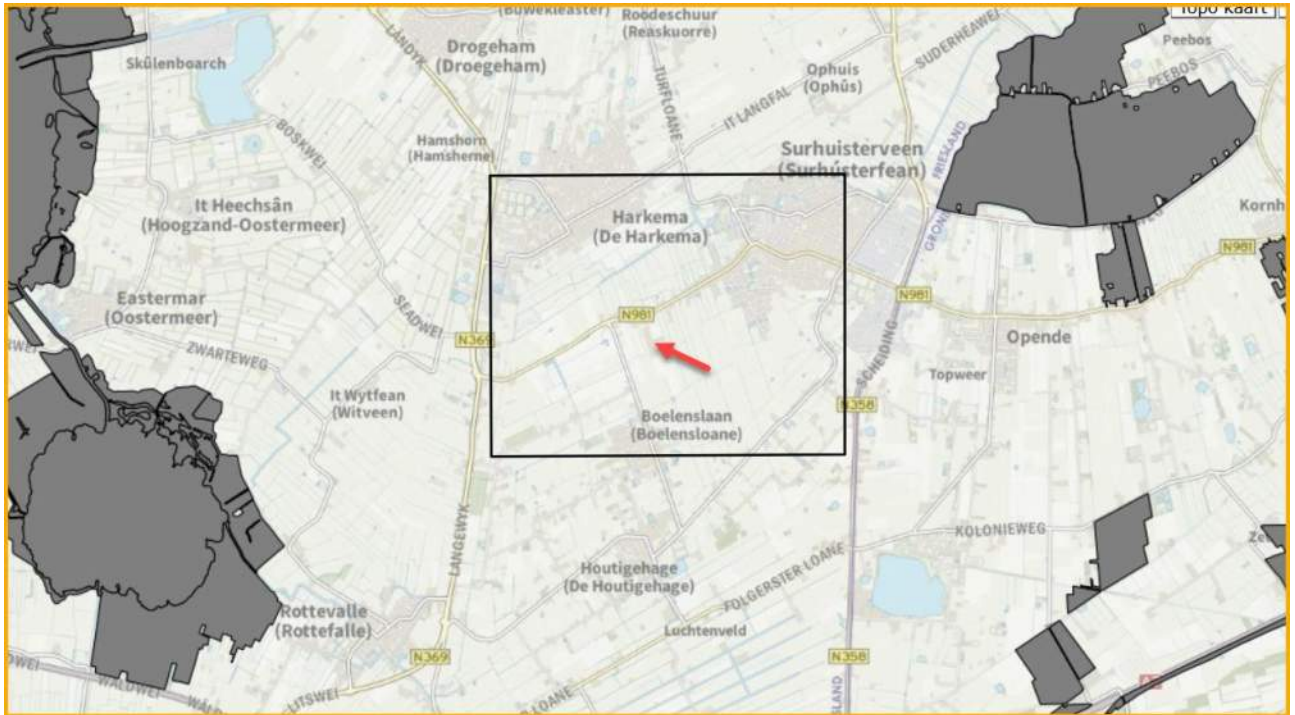 (Buwekleaster)
Roodeschuur
(Reaskuorre)
Topo kaart
Peebos
PEEBOS
Skûlenboarch
LANDYK
Drogeham
(Droegeham)
TURFLOANE
Ophuis
(Ophûs)
SUDERHEAWEI
IT LANGFAL
BOSKWEI
Hamshorn
(Hamsherne)
Surhuisterveen
(Surhústerfean)
FRIESLAND
It Heechsân
(Hoogzand-Oostermeer)
Harkema
(De Harkema)
Kornh
N981
Eastermar
(Oostermeer)
SEADWEI
N981
N981
N369
ZWARTEWEG
SCHEIDING
Opende
Topweer
It Wytfean
(Witveen)
Boelenslaan
(Boelensloane)
N358
LANGEWYK
KOLONIEWEG
Houtigehage
(De Houtigehage)
FOLGERSTER LOANE
Rottevalle
(Rottefalle)
Luchtenveld
N369
N358
WÂLDWEI
LITSWEI
LOANE